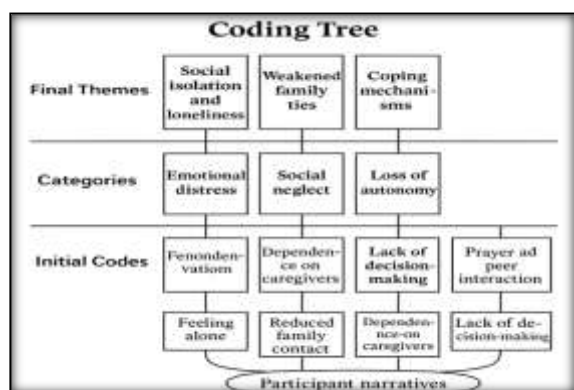 Coding Tree
Final Themes
Social
isolation
and
loneliness
Weakened
family
ties
Coping
mechani-
sms
Categories
Emotional
distress
Social
neglect
Loss of
autonomy
Initial Codes
Fenonden-
vatiom
Dependen-
ce on
caregivers
Lack of
decision-
making
Prayer ad
peer
interaction
Feeling
alone
Reduced
family
contact
Dependen-
nce-on
caregivers
Lack of de-
cision-making
Participant narratives